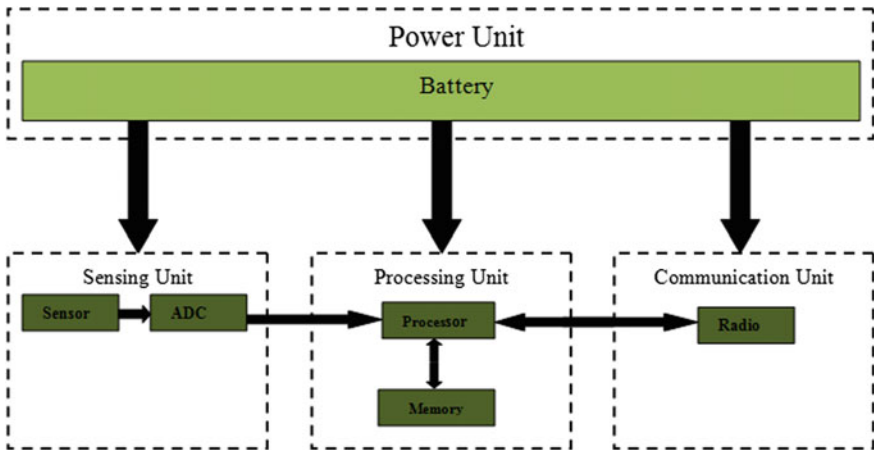 Power Unit
Battery
Sensing Unit
Sensor
ADC
Processing Unit
Processor
Memory
Communication Unit
Radio